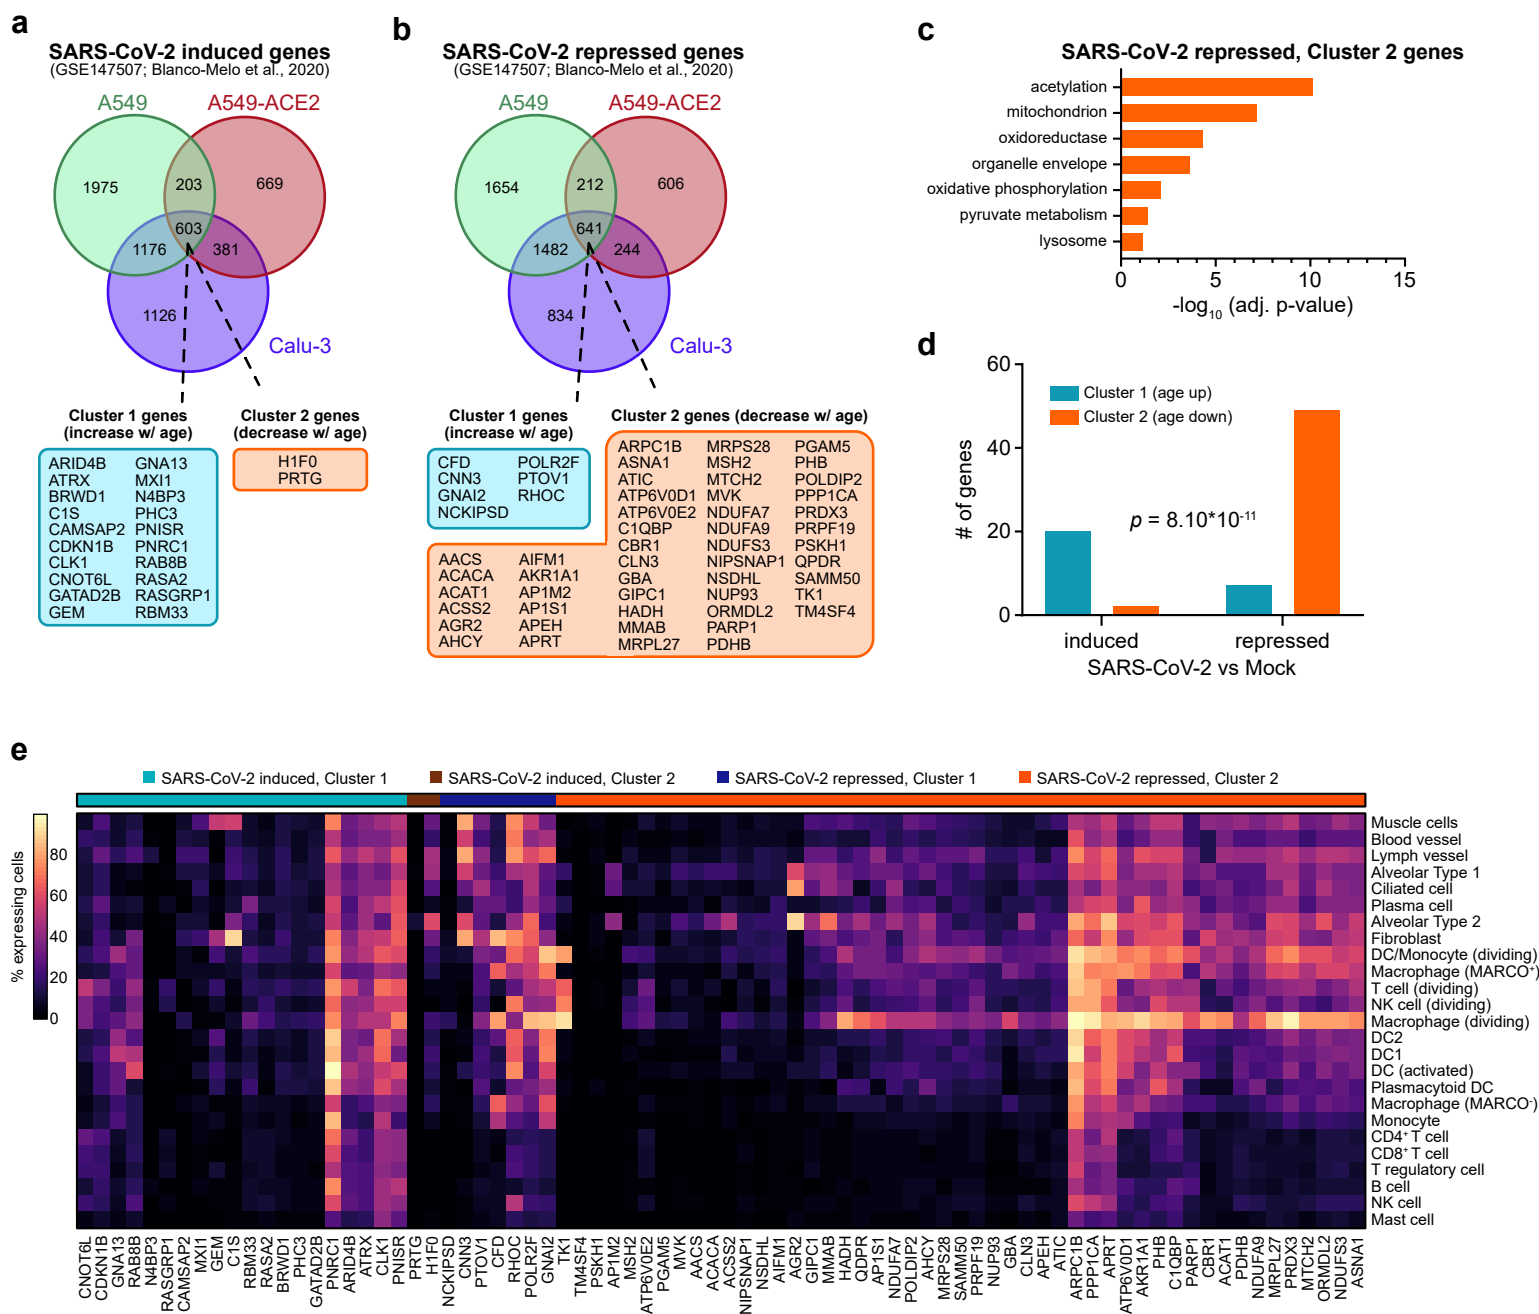 a
SARS-CoV-2 induced genes
(GSE147507; Blanco-Melo et al., 2020)
A549
A549-ACE2
1975
203
669
603
1176
381
1126
Calu-3
Cluster 1 genes
(increase w/ age)
Cluster 2 genes
(decrease w/ age)
ARID4B GNA13
ATRX MXI1
BRWD1 N4BP3
C1S PHC3
CAMSAP2 PNISR
CDKN1B PNRC1
CLK1 RAB8B
CNOT6L RASA2
GATAD2B RASGRP1
GEM RBM33
H1F0
PRTG
b
SARS-CoV-2 repressed genes
(GSE147507; Blanco-Melo et al., 2020)
A549
A549-ACE2
1654
212
606
641
1482
244
834
Calu-3
Cluster 1 genes
(increase w/ age)
Cluster 2 genes (decrease w/ age)
CFD POLR2F
CNN3 PTOV1
GNAI2 RHOC
NCKIPSD
AACS AIFM1
ACACA AKR1A1
ACAT1 AP1M2
ACSS2 AP1S1
AGR2 APEH
AHCY APRT
ARPC1B MRPS28 PGAM5
ASNA1 MSH2 PHB
ATIC MTCH2 POLDIP2
ATP6V0D1 MVK PPP1CA
ATP6V0E2 NDUFA7 PRDX3
C1QBP NDUFA9 PRPF19
CBR1 NDUFS3 PSKH1
CLN3 NIPSNAP1 QPDR
GBA NSDHL SAMM50
GIPC1 NUP93 TK1
HADH ORMDL2 TM4SF4
MMAB PARP1
MRPL27 PDHB
c
SARS-CoV-2 repressed, Cluster 2 genes
acetylation
mitochondrion
oxidoreductase
organelle envelope
oxidative phosphorylation
pyruvate metabolism
lysosome
0 5 10 15
-log10 (adj. p-value)
d
60
40
20
0
# of genes
Cluster 1 (age up)
Cluster 2 (age down)
p = 8.10*10-11
induced repressed
SARS-CoV-2 vs Mock
e
SARS-CoV-2 induced, Cluster 1
SARS-CoV-2 induced, Cluster 2
SARS-CoV-2 repressed, Cluster 1
SARS-CoV-2 repressed, Cluster 2
% expressing cells
80
60
40
20
0
Muscle cells
Blood vessel
Lymph vessel
Alveolar Type 1
Ciliated cell
Plasma cell
Alveolar Type 2
Fibroblast
DC/Monocyte (dividing)
Macrophage (MARCO+)
T cell (dividing)
NK cell (dividing)
Macrophage (dividing)
DC2
DC1
DC (activated)
Plasmacytoid DC
Macrophage (MARCO-)
Monocyte
CD4+ T cell
CD8+ T cell
T regulatory cell
B cell
NK cell
Mast cell
CNOT6L
CDKN1B
GNA13
RAB8B
N4BP3
RASGRP1
CAMSAP2
MXI1
GEM
C1S
RBM33
RASA2
BRWD1
PHC3
GATAD2B
PNRC1
ARID4B
ATRX
CLK1
PNISR
PRTG
H1F0
NCKIPSD
CNN3
PTOV1
CFD
RHOC
POLR2F
GNAI2
TK1
TM4SF4
PSKH1
AP1M2
MSH2
ATP6V0E2
PGAM5
MVK
AACS
ACACA
ACSS2
NIPSNAP1
NSDHL
AIFM1
AGR2
GIPC1
MMAB
HADH
QDPR
AP1S1
NDUFA7
POLDIP2
AHCY
MRPS28
SAMM50
PRPF19
NUP93
GBA
CLN3
APEH
ATIC
ARPC1B
PPP1CA
APRT
ATP6V0D1
AKR1A1
PHB
C1QBP
PARP1
CBR1
ACAT1
PDHB
NDUFA9
MRPL27
PRDX3
MTCH2
ORMDL2
NDUFS3
ASNA1